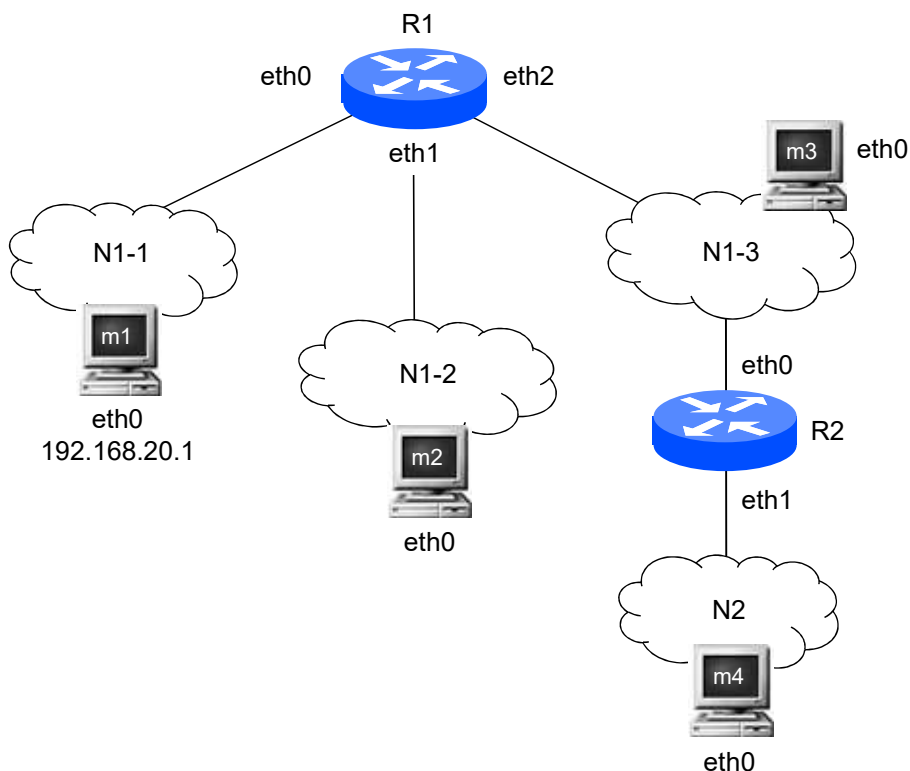 R1
eth0
eth2
eth1
m3
eth0
N1-1
N1-3
m1
eth0
192.168.20.1
N1-2
m2
eth0
eth0
R2
eth1
N2
m4
eth0